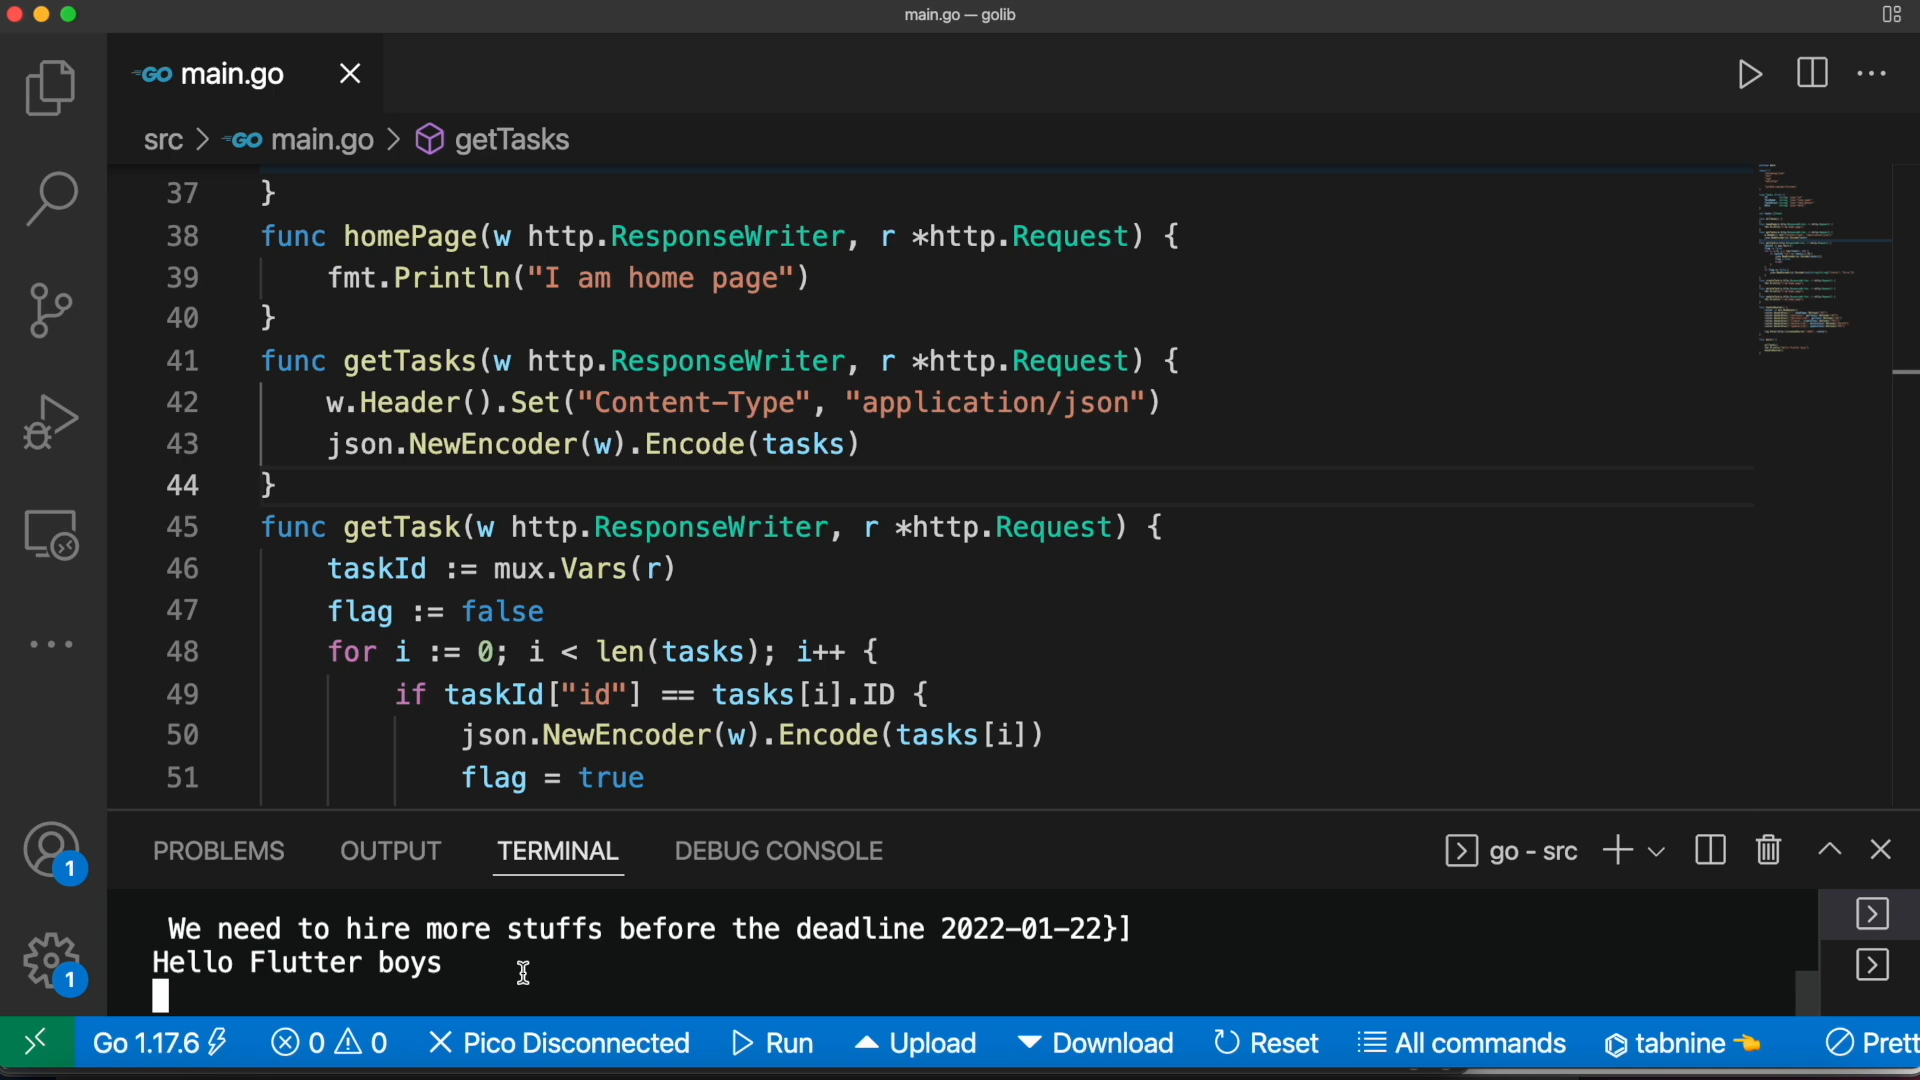 main.go — golib
GO main.go
src > GO main.go > getTasks
37 }
38 func homePage(w http.ResponseWriter, r *http.Request) {
39 fmt.Println("I am home page")
40 }
41 func getTasks(w http.ResponseWriter, r *http.Request) {
42 w.Header().Set("Content-Type", "application/json")
43 json.NewEncoder(w).Encode(tasks)
44 }
45 func getTask(w http.ResponseWriter, r *http.Request) {
46 taskId := mux.Vars(r)
47 flag := false
48 for i := 0; i < len(tasks); i++ {
49 if taskId["id"] == tasks[i].ID {
50 json.NewEncoder(w).Encode(tasks[i])
51 flag = true
1
1
PROBLEMS OUTPUT TERMINAL DEBUG CONSOLE go - src
We need to hire more stuffs before the deadline 2022-01-22}]
Hello Flutter boys
Go 1.17.6 0 0 Pico Disconnected Run Upload Download Reset All commands tabnine Prett